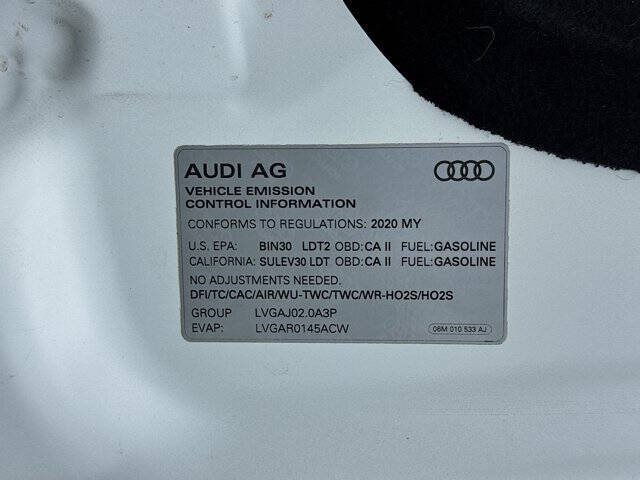 AUDI AG
VEHICLE EMISSION
CONTROL INFORMATION
CONFORMS TO REGULATIONS: 2020 MY
U.S. EPA: BIN30 LDT2 OBD:CA II FUEL:GASOLINE
CALIFORNIA: SULEV30 LDT OBD:CA II FUEL:GASOLINE
NO ADJUSTMENTS NEEDED.
DFI/TC/CAC/AIR/WU-TWC/TWC/WR-HO2S/HO2S
GROUP LVGAJ02.0A3P
EVAP: LVGAR0145ACW
06M 010 533 AJ